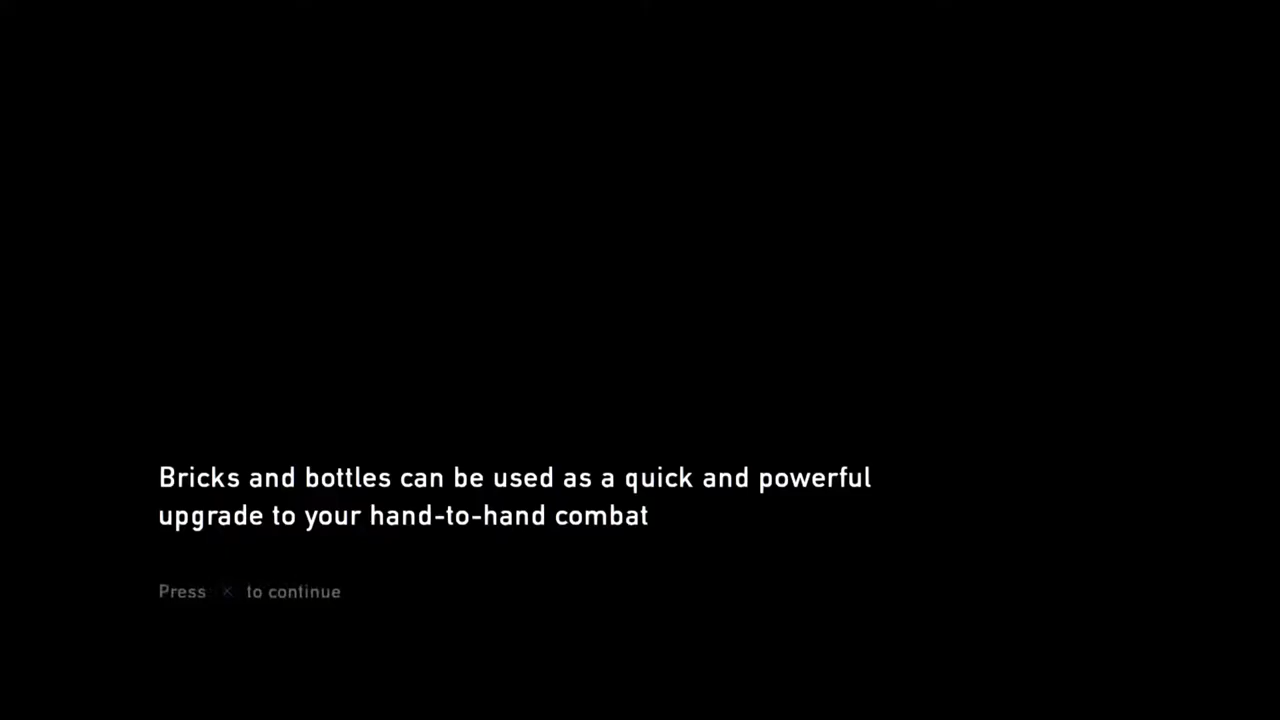 Bricks and bottles can be used as a quick and powerful
upgrade to your hand-to-hand combat
Press × to continue